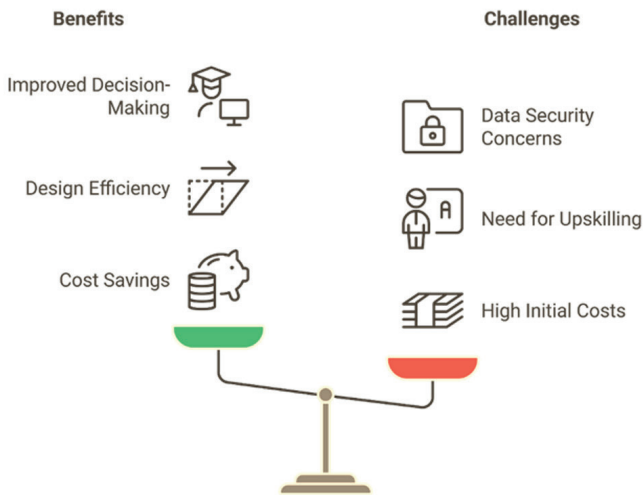 Benefits
Challenges
Improved Decision-
Making
Data Security
Concerns
Design Efficiency
Need for Upskilling
Cost Savings
High Initial Costs